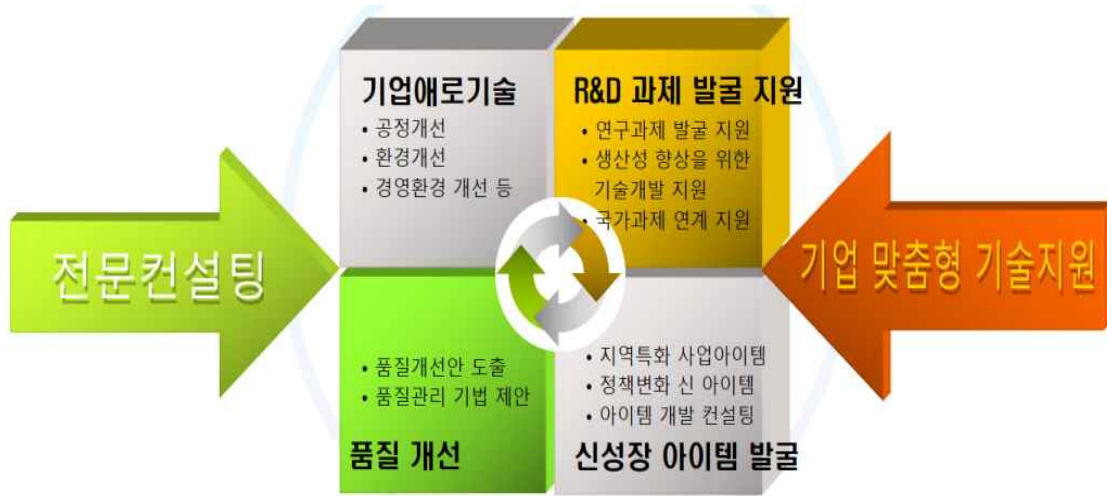 기업애로기술
• 공정개선
• 환경개선
• 경영환경 개선 등
R&D 과제 발굴 지원
• 연구과제 발굴 지원
• 생산성 향상을 위한
기술개발 지원
• 국가과제 연계 지원
전문컨설팅
기업 맞춤형 기술지원
• 품질개선안 도출
• 품질관리 기법 제안
품질 개선
• 지역특화 사업아이템
• 정책변화 신 아이템
• 아이템 개발 컨설팅
신성장 아이템 발굴